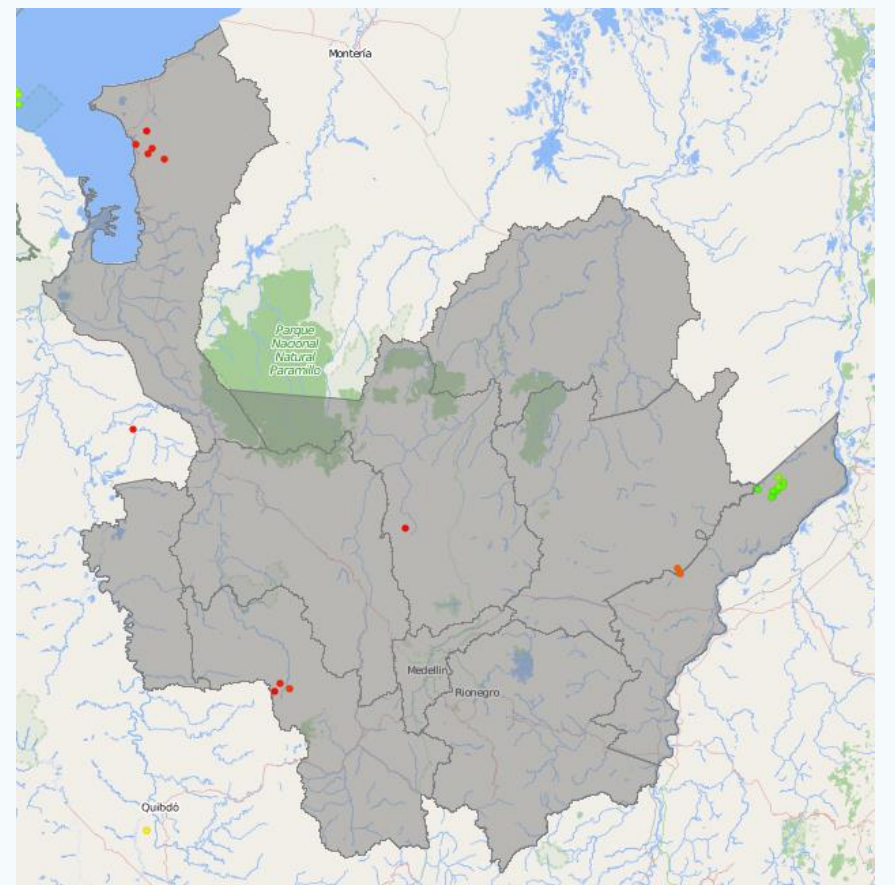 Montería
Parque
Nacional
Natural
Paramillo
Medellín
Rionegro
Quibdó